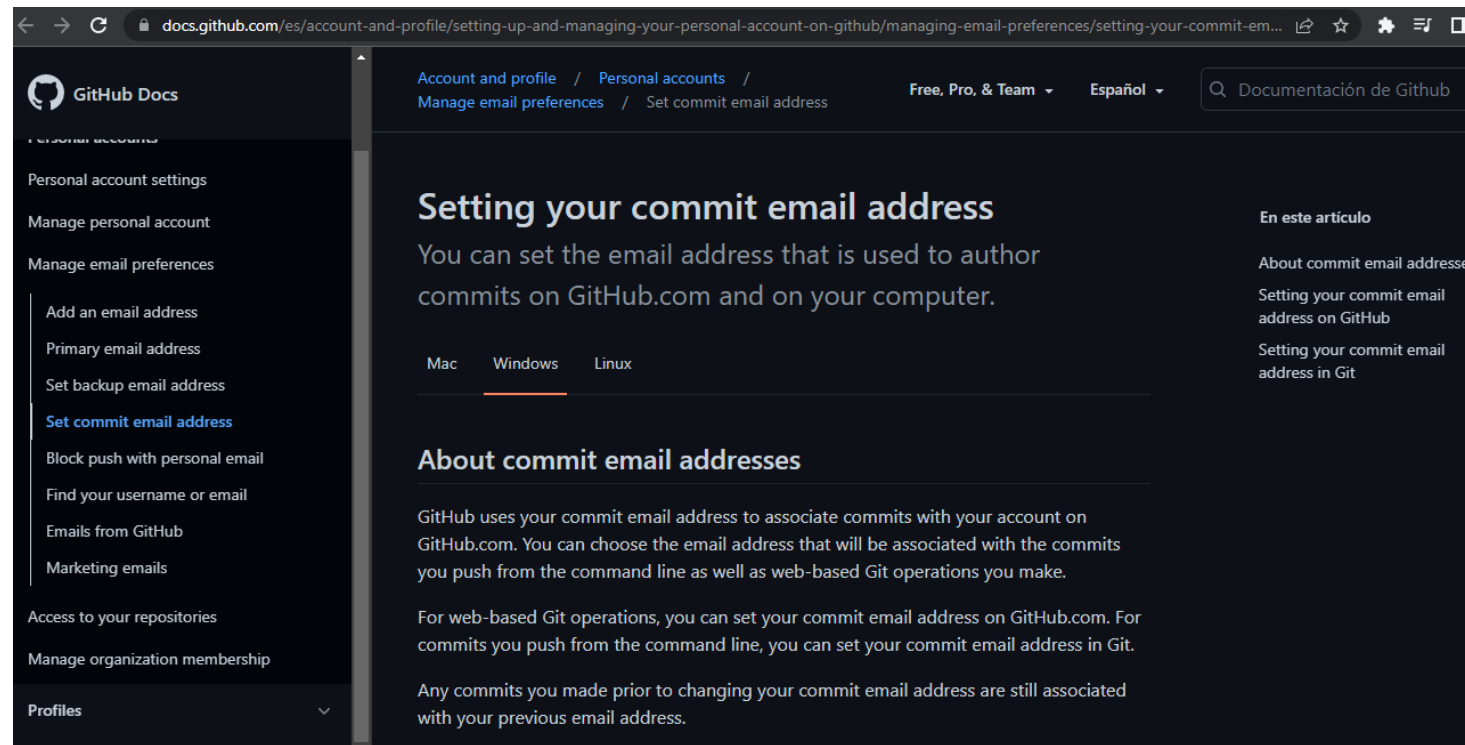 docs.github.com/es/account-and-profile/setting-up-and-managing-your-personal-account-on-github/managing-email-preferences/setting-your-commit-em...
GitHub Docs
Account and profile / Personal accounts /
Manage email preferences / Set commit email address
Free, Pro, & Team
Español
Documentación de Github
Personal accounts
Personal account settings
Manage personal account
Manage email preferences
Add an email address
Primary email address
Set backup email address
Set commit email address
Block push with personal email
Find your username or email
Emails from GitHub
Marketing emails
Access to your repositories
Manage organization membership
Profiles
Setting your commit email address
You can set the email address that is used to author
commits on GitHub.com and on your computer.
Mac Windows Linux
About commit email addresses
GitHub uses your commit email address to associate commits with your account on
GitHub.com. You can choose the email address that will be associated with the commits
you push from the command line as well as web-based Git operations you make.
For web-based Git operations, you can set your commit email address on GitHub.com. For
commits you push from the command line, you can set your commit email address in Git.
Any commits you made prior to changing your commit email address are still associated
with your previous email address.
En este artículo
About commit email addresse
Setting your commit email
address on GitHub
Setting your commit email
address in Git